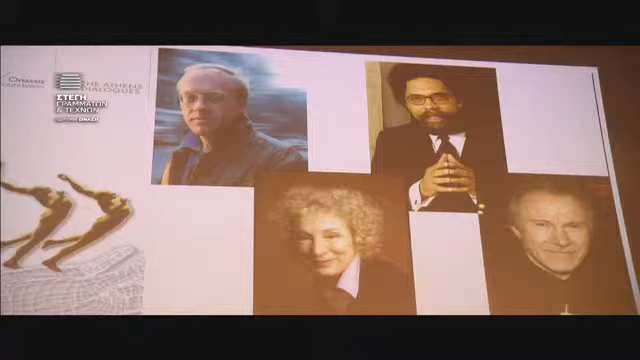 Onassis
THE ATHENS
DIALOGUES
ΣΤΕΓΗ
ΓΡΑΜΜΑΤΩΝ
& ΤΕΧΝΩΝ